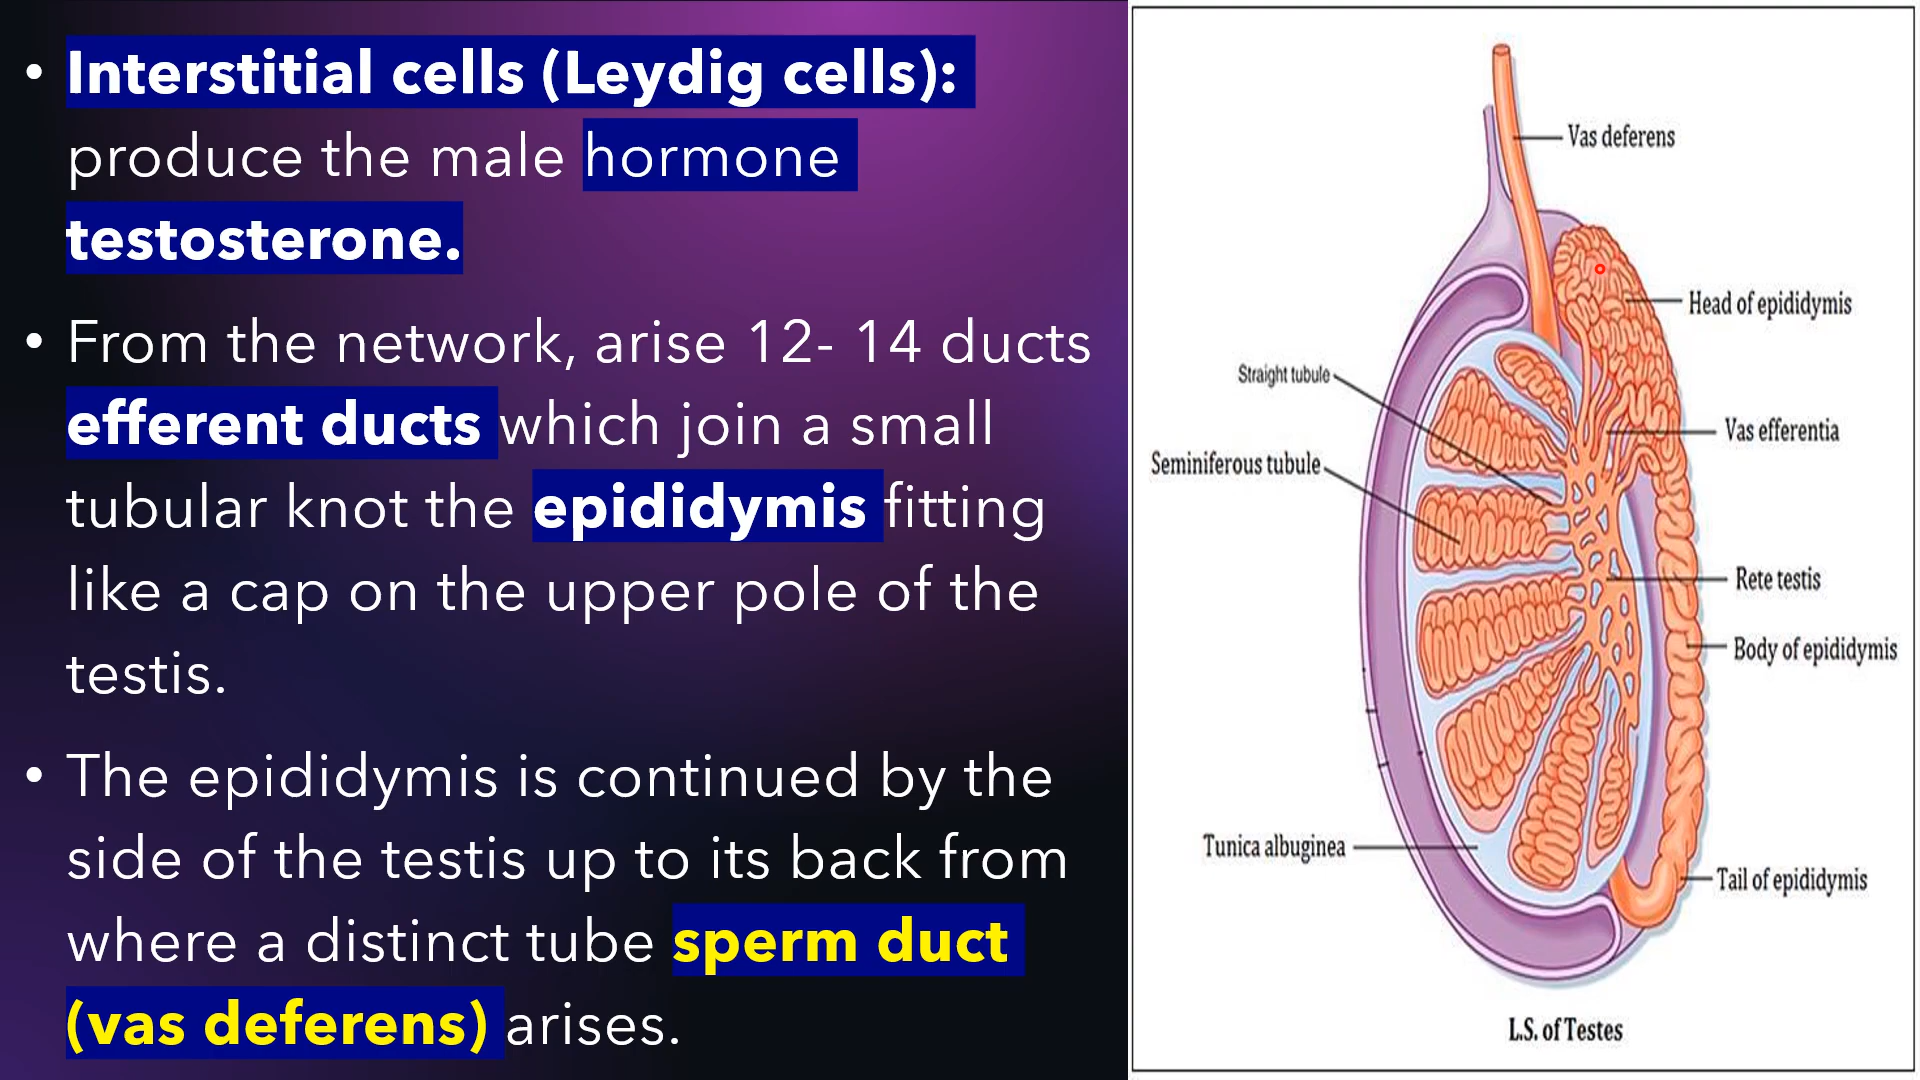 • Interstitial cells (Leydig cells):
produce the male hormone
testosterone.
• From the network, arise 12- 14 ducts
efferent ducts which join a small
tubular knot the epididymis fitting
like a cap on the upper pole of the
testis.
• The epididymis is continued by the
side of the testis up to its back from
where a distinct tube sperm duct
(vas deferens) arises.
Vas deferens
Head of epididymis
Straight tubule
Vas efferentia
Seminiferous tubule
Rete testis
Body of epididymis
Tunica albuginea
Tail of epididymis
L.S. of Testes